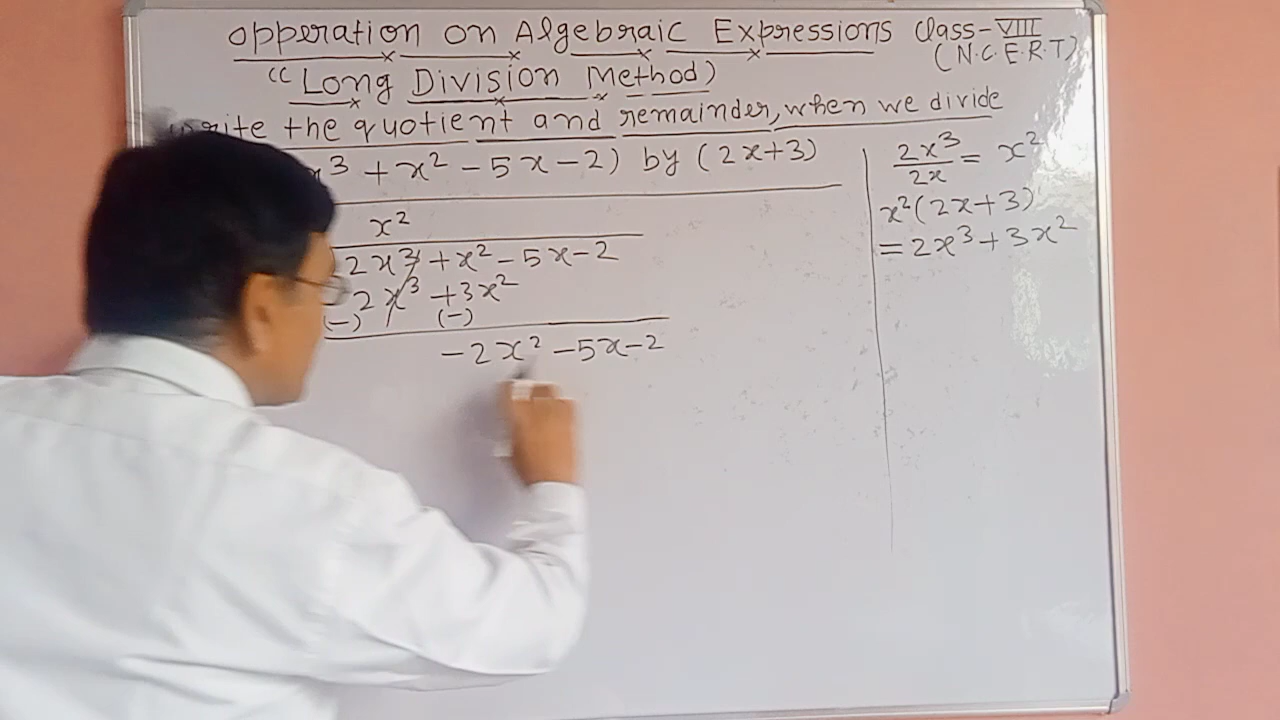 Opperation on Algebraic Expressions Class-VIII
(N.C.E.R.T)
“Long Division Method)
write the quotient and remainder, when we divide
x³ + x² - 5x - 2) by (2x+3)
x²
2x³ + x² - 5x - 2
2x³ + 3x²
(-) (-)
-2x² - 5x - 2
2x³/2x = x²
x²(2x+3)
= 2x³ + 3x²